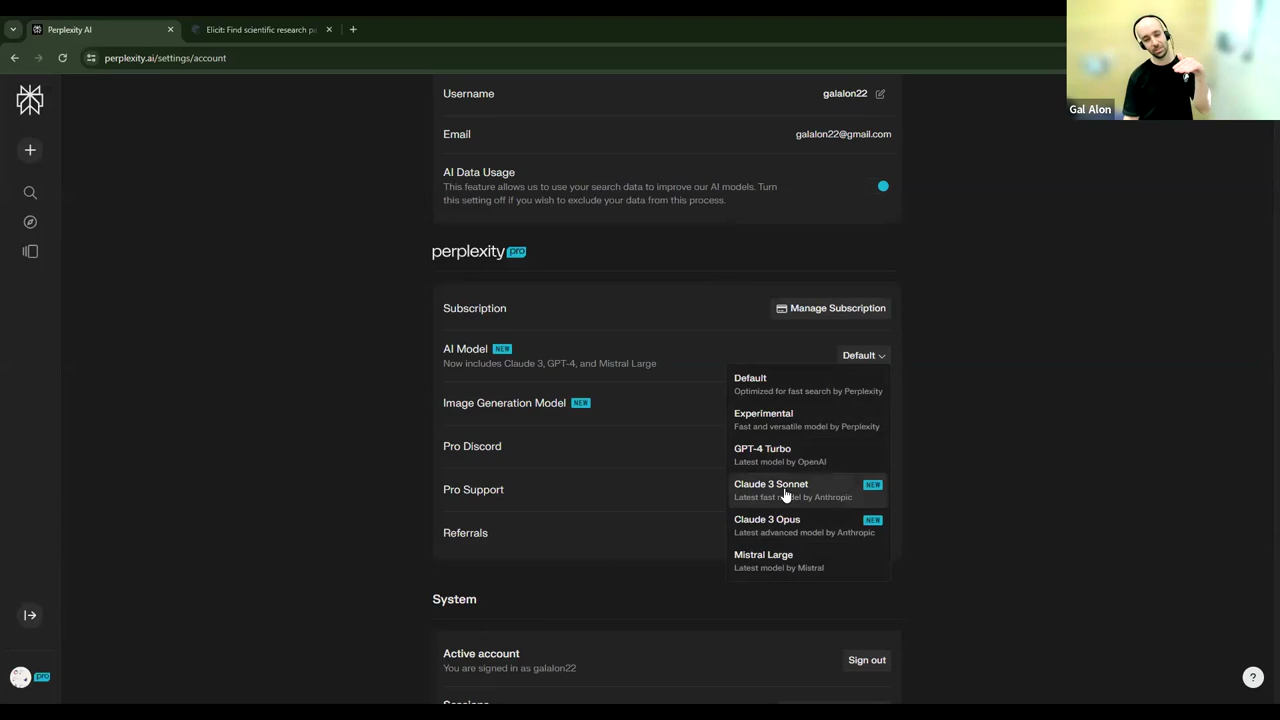 Perplexity AI
Elicit: Find scientific research pa
perplexity.ai/settings/account
Gal Alon
Username
galalon22
Email
galalon22@gmail.com
AI Data Usage
This feature allows us to use your search data to improve our AI models. Turn
this setting off if you wish to exclude your data from this process.
perplexity pro
Subscription
Manage Subscription
AI Model NEW
Now includes Claude 3, GPT-4, and Mistral Large
Default
Default
Optimized for fast search by Perplexity
Experimental
Fast and versatile model by Perplexity
GPT-4 Turbo
Latest model by OpenAI
Claude 3 Sonnet NEW
Latest fast model by Anthropic
Claude 3 Opus NEW
Latest advanced model by Anthropic
Mistral Large
Latest model by Mistral
Image Generation Model NEW
Pro Discord
Pro Support
Referrals
System
Active account
You are signed in as galalon22
Sign out
Sessions
pro
?